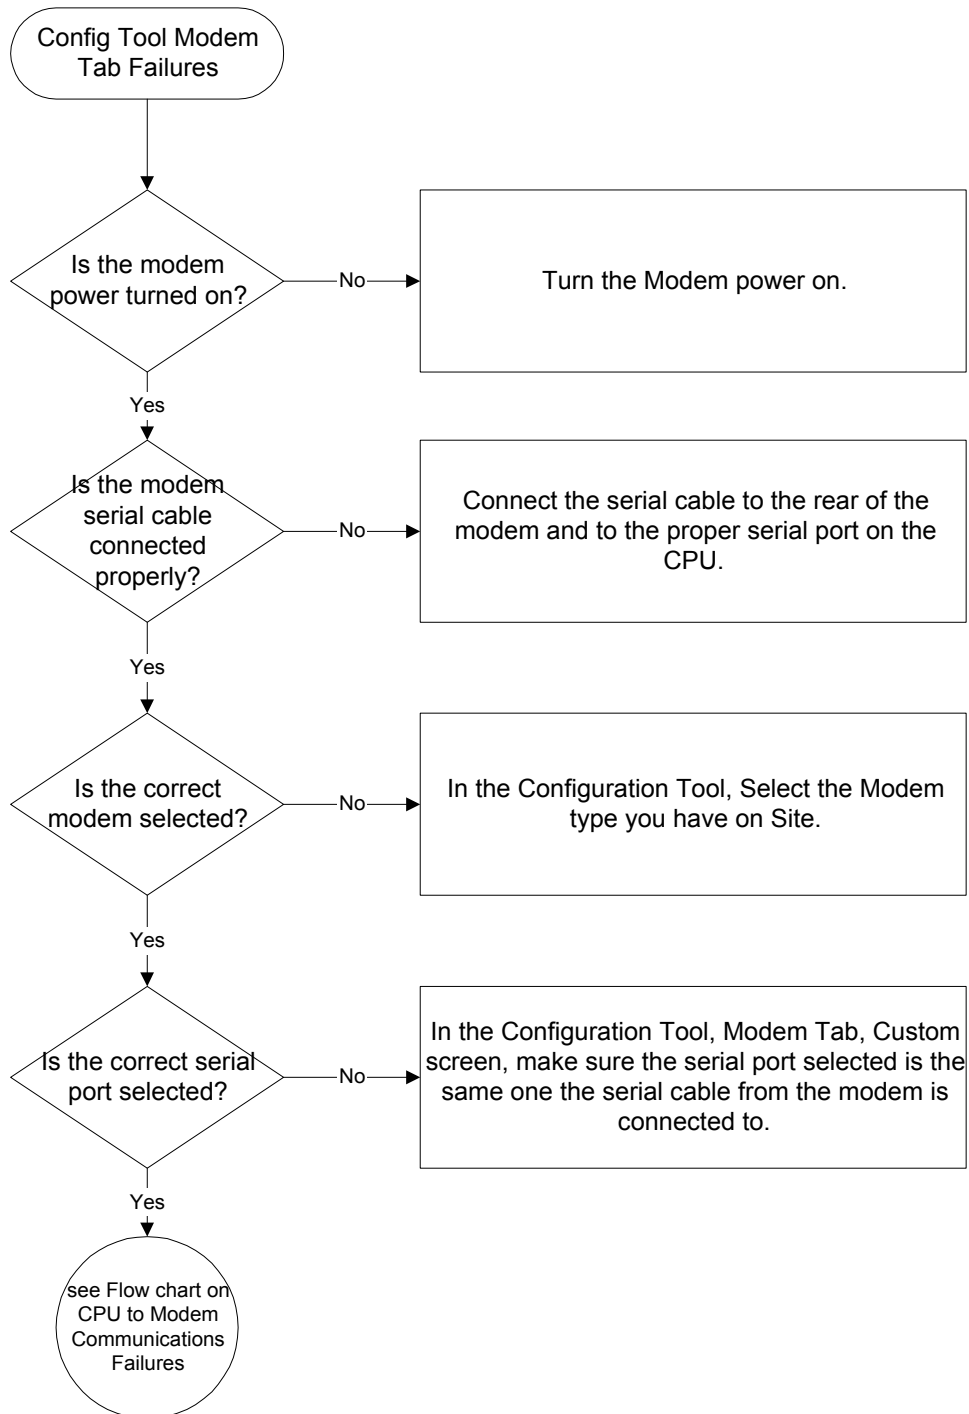 Config Tool Modem
Tab Failures
Is the modem
power turned on?
No
Turn the Modem power on.
Yes
Is the modem
serial cable
connected
properly?
No
Connect the serial cable to the rear of the
modem and to the proper serial port on the
CPU.
Yes
Is the correct
modem selected?
No
In the Configuration Tool, Select the Modem
type you have on Site.
Yes
Is the correct serial
port selected?
No
In the Configuration Tool, Modem Tab, Custom
screen, make sure the serial port selected is the
same one the serial cable from the modem is
connected to.
Yes
see Flow chart on
CPU to Modem
Communications
Failures